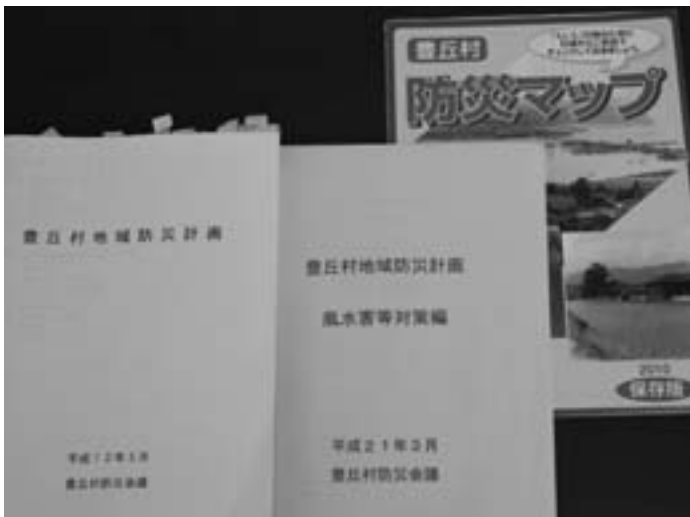 豊丘村地域防災計画
豊丘村防災会議
豊丘村地域防災計画
風水害等対策編
平成21年3月
豊丘村防災会議
豊丘村
防災マップ
2010
保存版